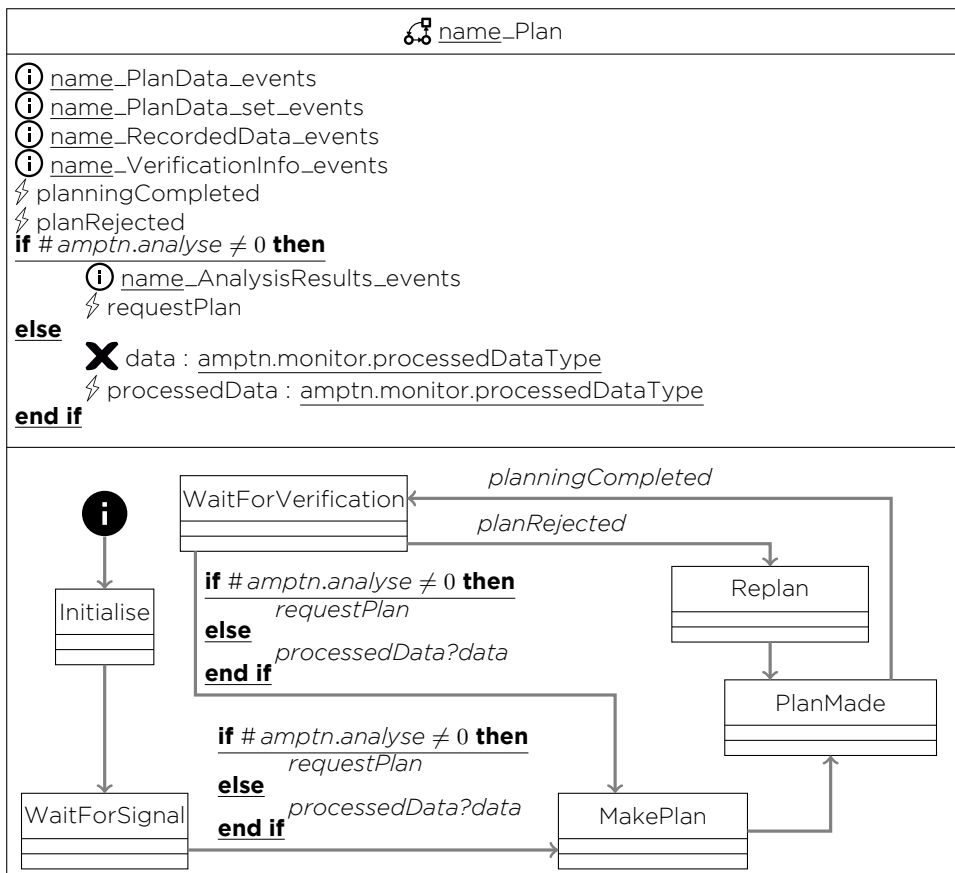 name_Plan
i name_PlanData_events
i name_PlanData_set_events
i name_RecordedData_events
i name_VerificationInfo_events
planningCompleted
planRejected
if # amptn.analyse ≠ 0 then
i name_AnalysisResults_events
requestPlan
else
data : amptn.monitor.processedDataType
processedData : amptn.monitor.processedDataType
end if
planningCompleted
WaitForVerification
i
planRejected
if # amptn.analyse ≠ 0 then
requestPlan
else
processedData?data
end if
Replan
Initialise
PlanMade
if # amptn.analyse ≠ 0 then
requestPlan
else
processedData?data
end if
WaitForSignal
MakePlan